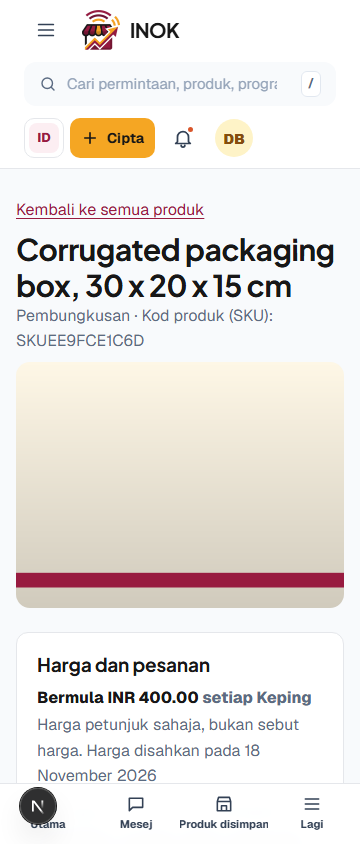 INOK
Cari permintaan, produk, progra
/
ID
+ Cipta
DB
Kembali ke semua produk
Corrugated packaging
box, 30 x 20 x 15 cm
Pembungkusan · Kod produk (SKU):
SKUEE9FCE1C6D
Harga dan pesanan
Bermula INR 400.00 setiap Keping
Harga petunjuk sahaja, bukan sebut
harga. Harga disahkan pada 18
November 2026
N
Utama
Mesej
Produk disimpan
Lagi